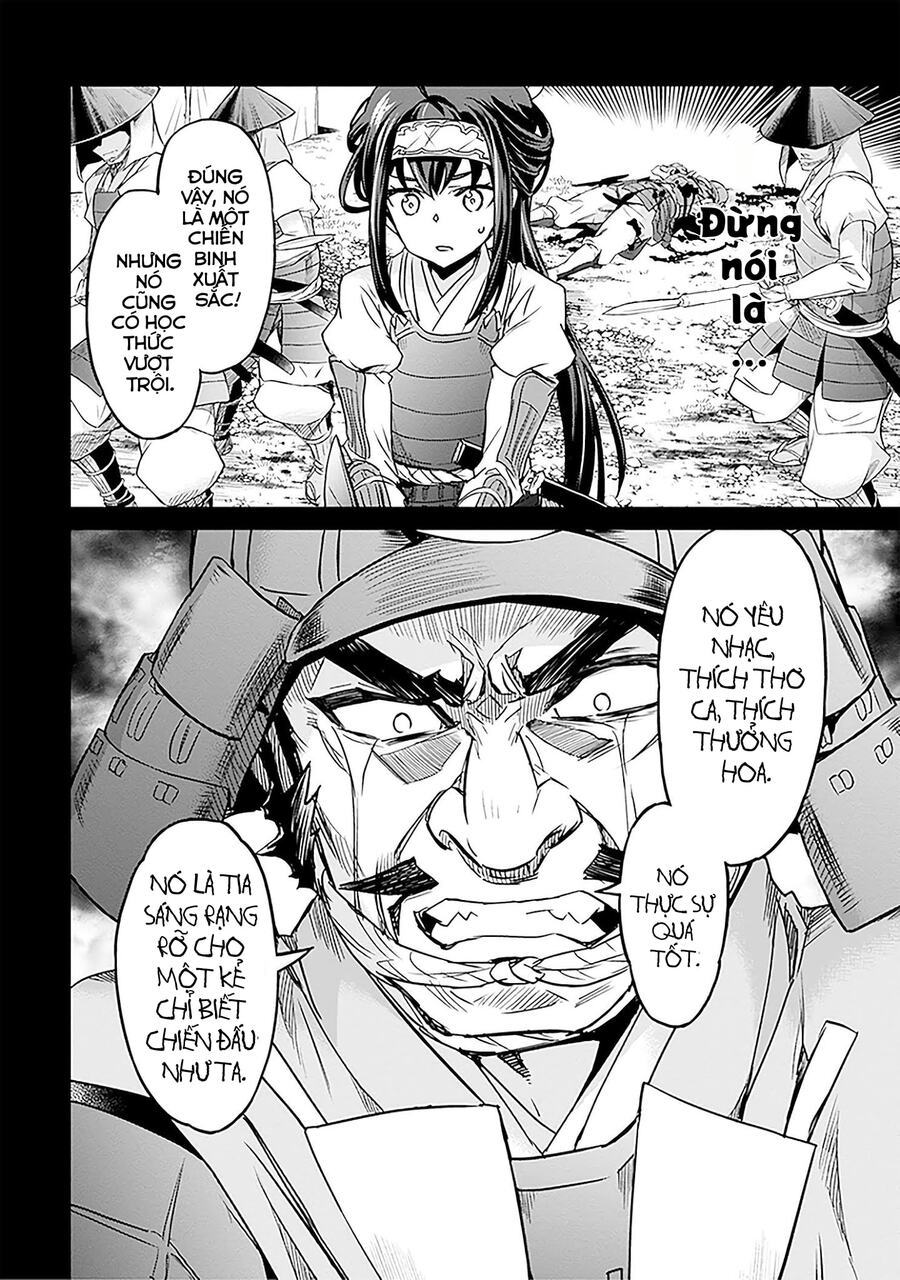 Đừng
nói
là
...
ĐÚNG
VẬY, NÓ
LÀ MỘT
CHIẾN
BINH
XUẤT
SẮC!
NHƯNG
NÓ
CŨNG
CÓ HỌC
THỨC
VƯỢT
TRỘI.
NÓ YÊU
NHẠC,
THÍCH THƠ
CA, THÍCH
THƯỞNG
HOA.
NÓ
THỰC SỰ
QUÁ
TỐT.
NÓ LÀ TIA
SÁNG RẠNG
RỠ CHO
MỘT KẺ
CHỈ BIẾT
CHIẾN ĐẤU
NHƯ TA.